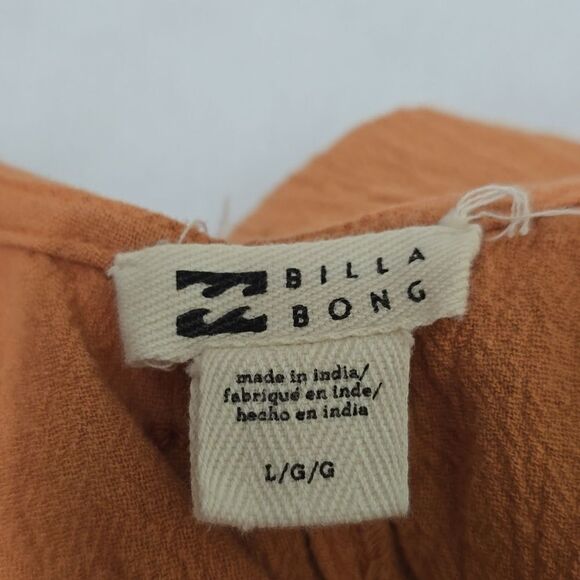 BILLA
BONG
made in india/
fabriqué en inde/
hecho en india
L/G/G